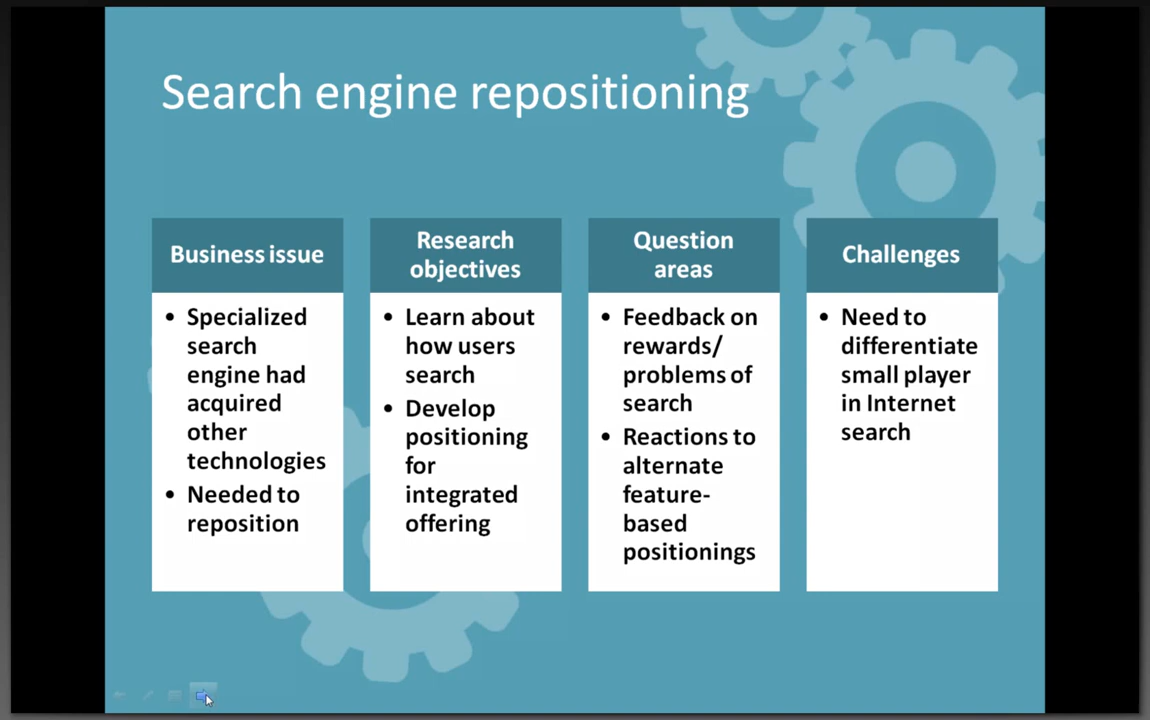 Search engine repositioning
Business issue
• Specialized
search
engine had
acquired
other
technologies
• Needed to
reposition
Research
objectives
• Learn about
how users
search
• Develop
positioning
for
integrated
offering
Question
areas
• Feedback on
rewards/
problems of
search
• Reactions to
alternate
feature-
based
positionings
Challenges
• Need to
differentiate
small player
in Internet
search